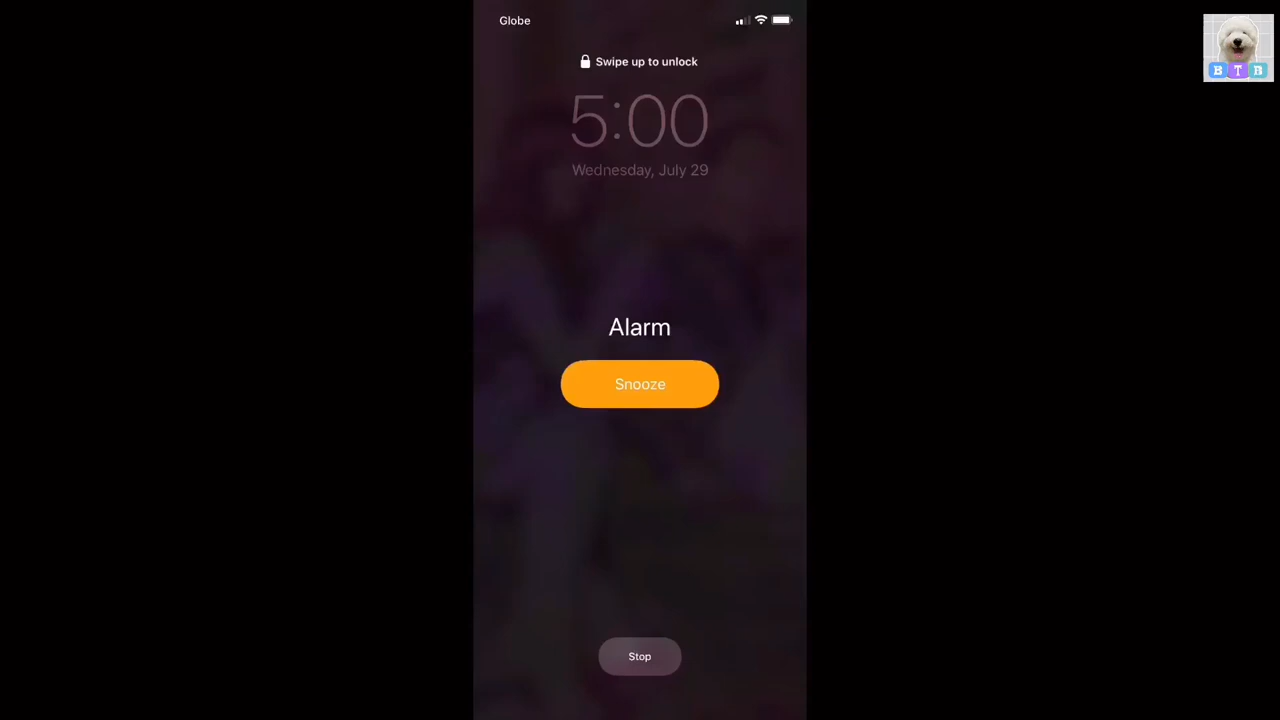 Globe
Swipe up to unlock
5:00
Wednesday, July 29
Alarm
Snooze
Stop
B T R